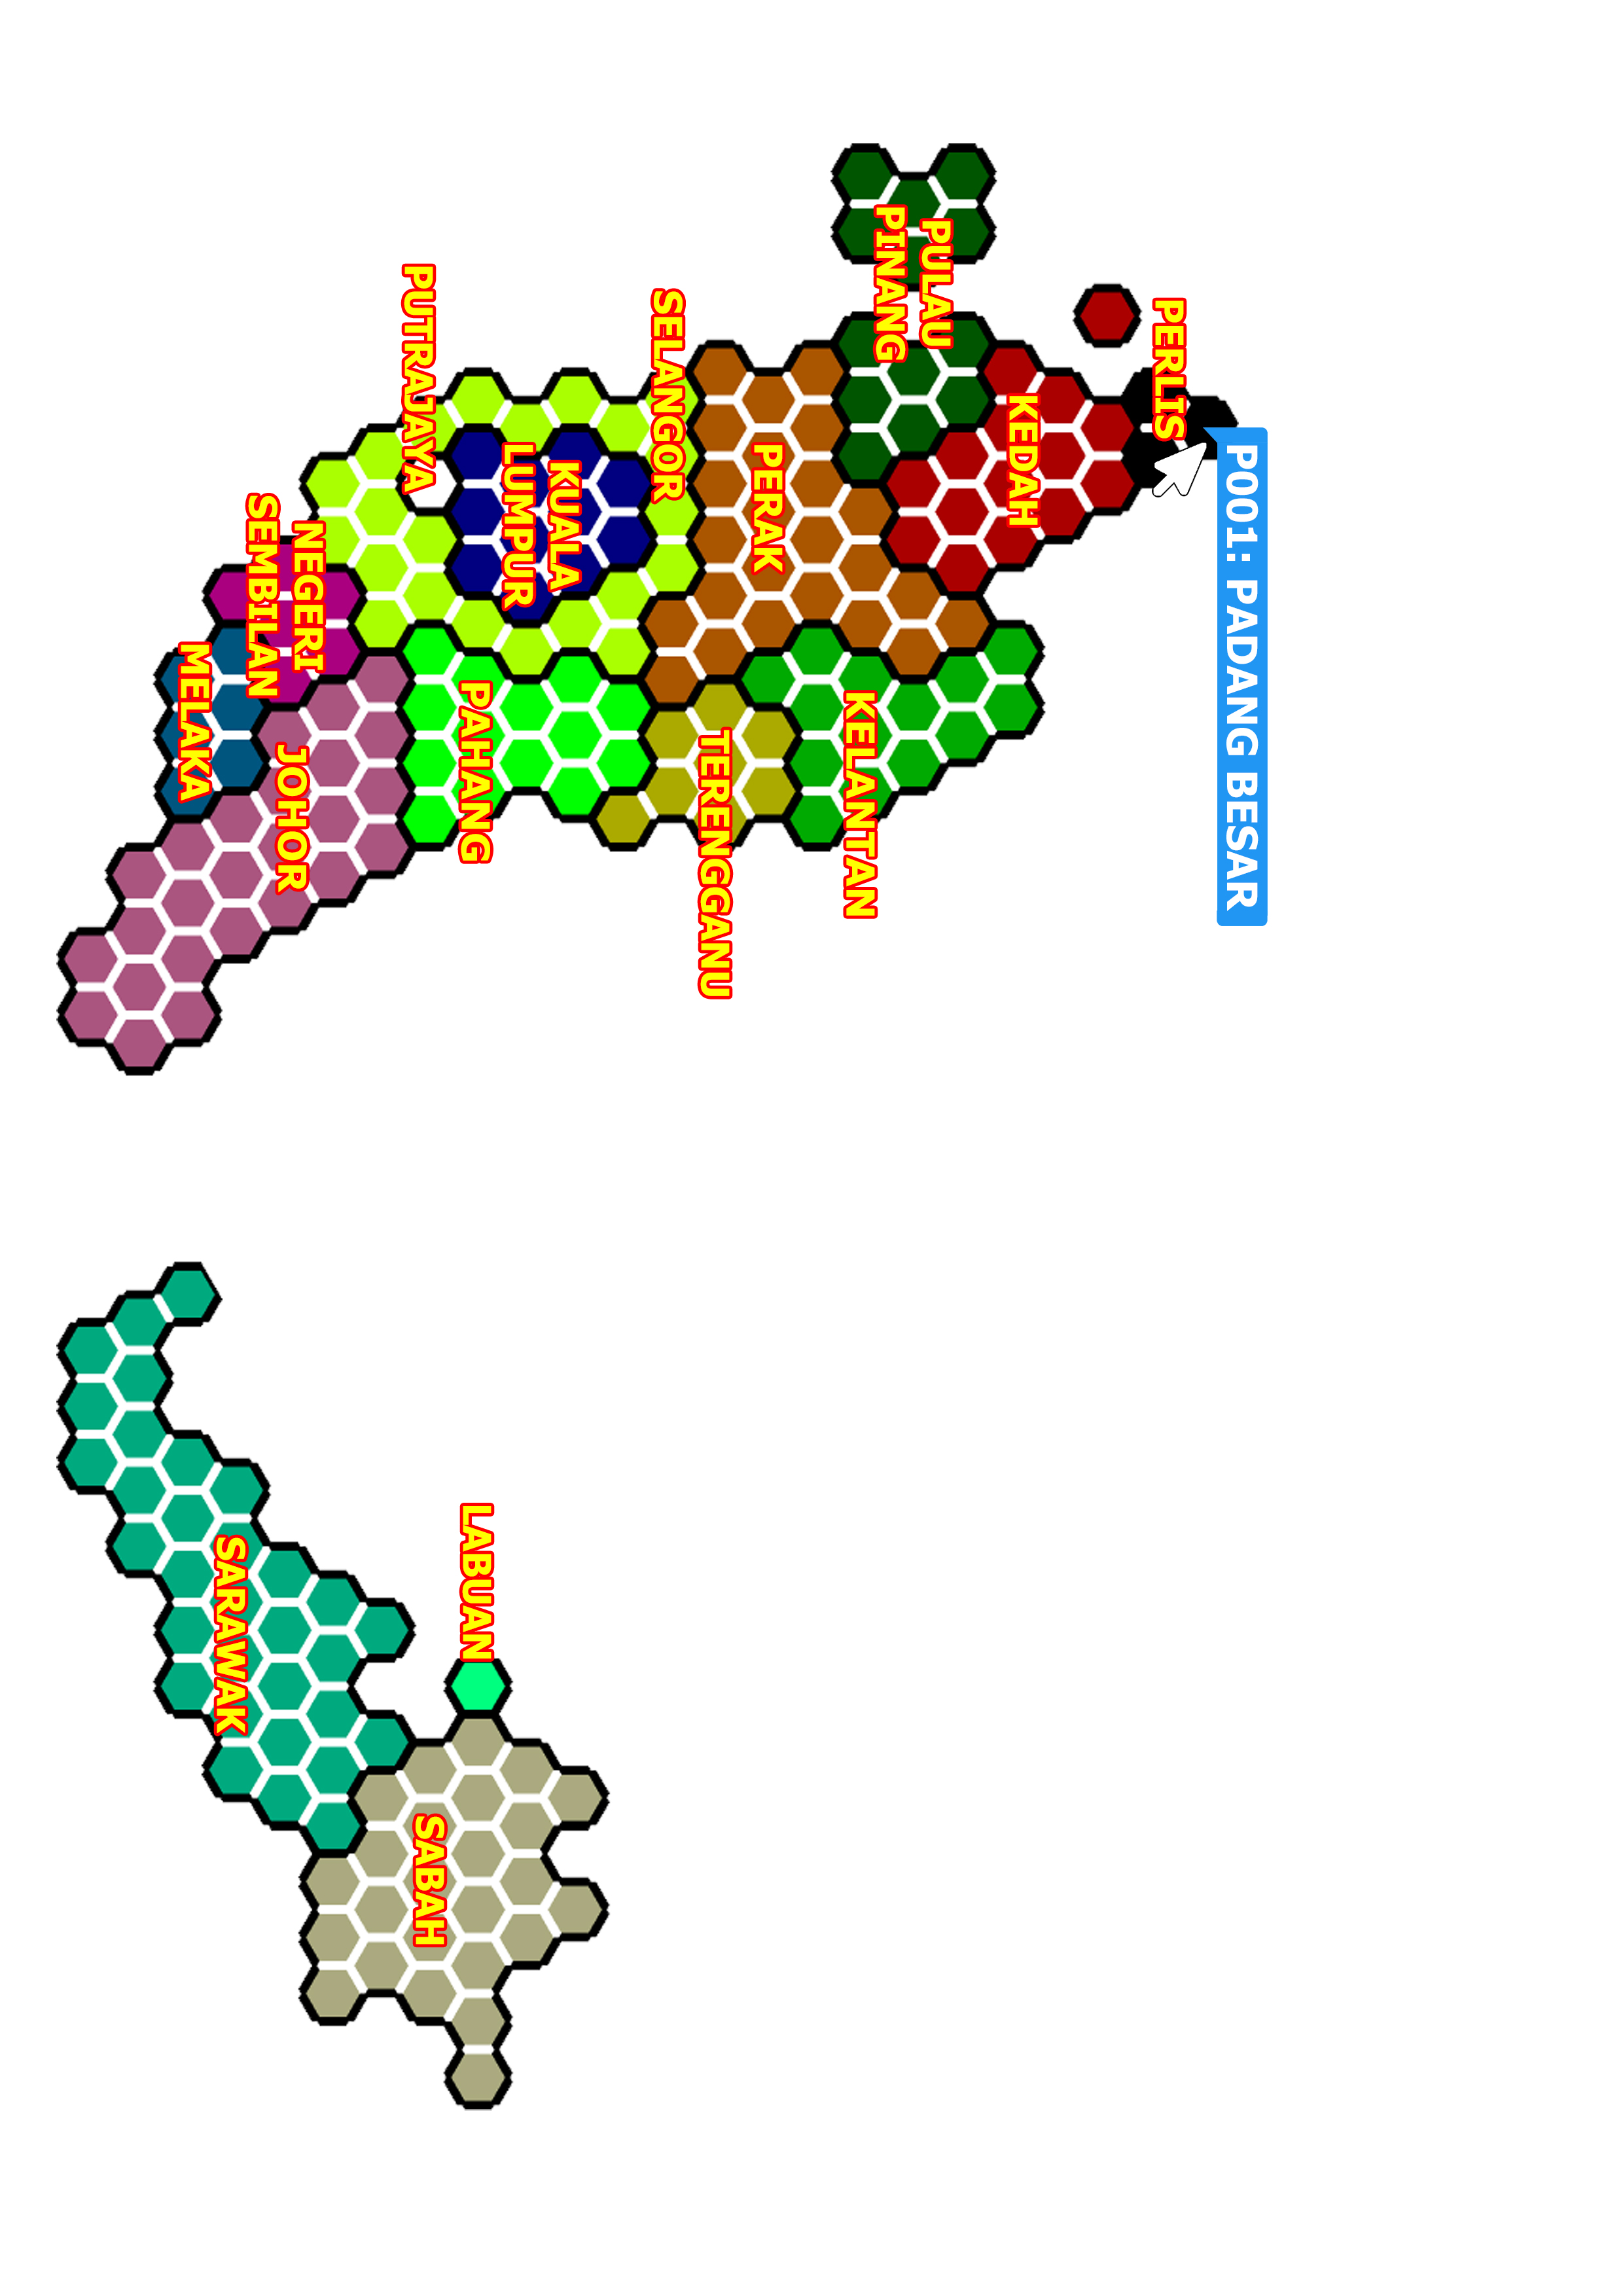 P001: PADANG BESAR
PERLIS
KEDAH
PULAU
PINANG
KELANTAN
PERAK
TERENGGANU
SELANGOR
KUALA
LUMPUR
PAHANG
LABUAN
SABAH
PUTRAJAYA
NEGERI
SEMBILAN
JOHOR
SARAWAK
MELAKA